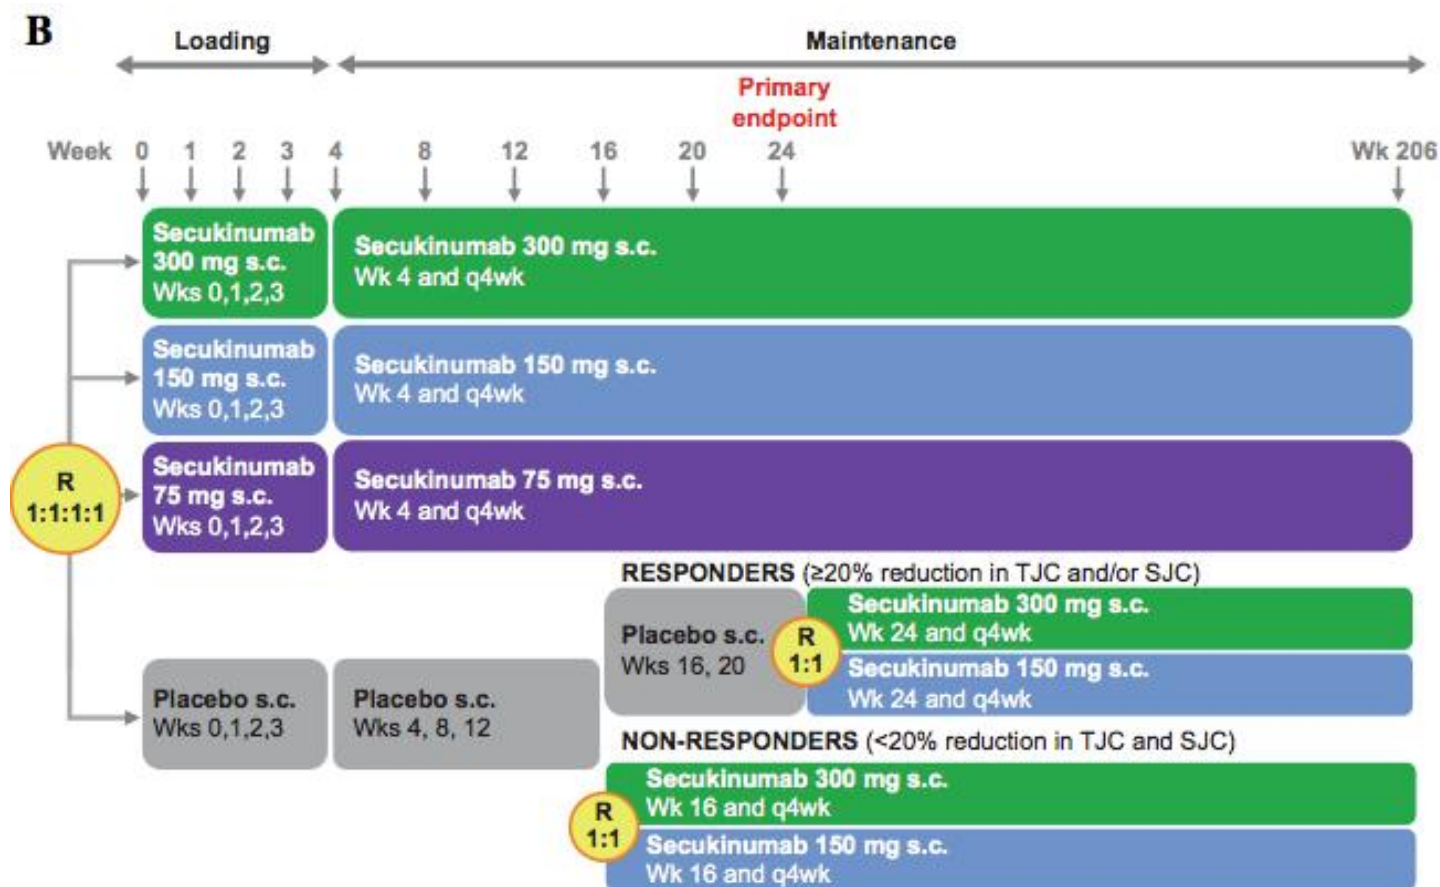 B
Loading
Maintenance
Primary
endpoint
Week 0 1 2 3 4 8 12 16 20 24 Wk 206
Secukinumab
300 mg s.c.
Wks 0,1,2,3
Secukinumab 300 mg s.c.
Wk 4 and q4wk
Secukinumab
150 mg s.c.
Wks 0,1,2,3
Secukinumab 150 mg s.c.
Wk 4 and q4wk
R
1:1:1:1
Secukinumab
75 mg s.c.
Wks 0,1,2,3
Secukinumab 75 mg s.c.
Wk 4 and q4wk
RESPONDERS (≥20% reduction in TJC and/or SJC)
Placebo s.c.
Wks 16, 20
R
1:1
Secukinumab 300 mg s.c.
Wk 24 and q4wk
Secukinumab 150 mg s.c.
Wk 24 and q4wk
Placebo s.c.
Wks 0,1,2,3
Placebo s.c.
Wks 4, 8, 12
NON-RESPONDERS (<20% reduction in TJC and SJC)
R
1:1
Secukinumab 300 mg s.c.
Wk 16 and q4wk
Secukinumab 150 mg s.c.
Wk 16 and q4wk